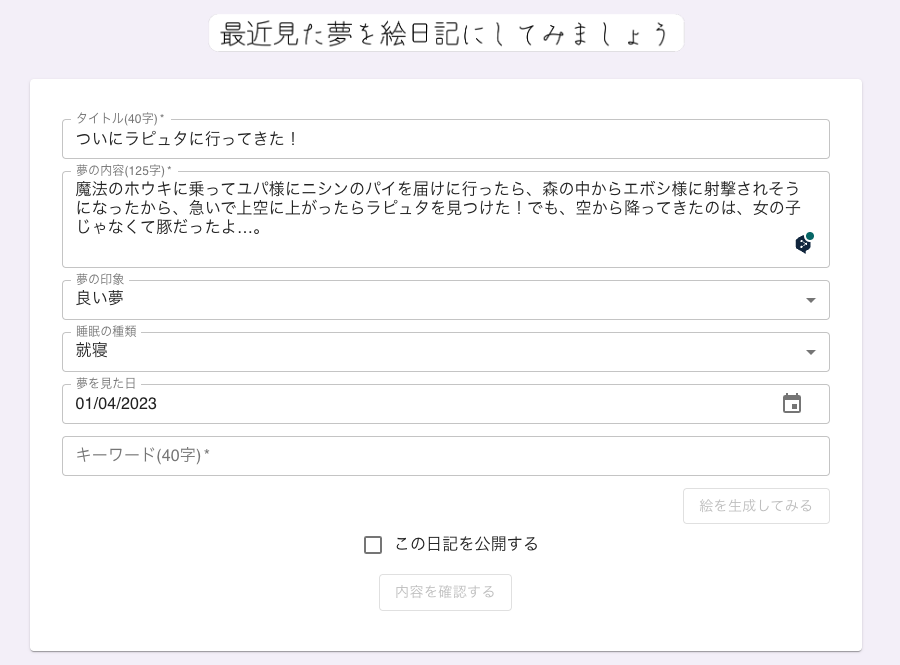 最近見た夢を絵日記にしてみましょう
タイトル(40字)*
ついにラピュタに行ってきた！
夢の内容(125字)*
魔法のホウキに乗ってユパ様にニシンのパイを届けに行ったら、森の中からエボシ様に射撃されそう
になったから、急いで上空に上がったらラピュタを見つけた！でも、空から降ってきたのは、女の子
じゃなくて豚だったよ…。
夢の印象
良い夢
睡眠の種類
就寝
夢を見た日
01/04/2023
キーワード(40字)*
絵を生成してみる
この日記を公開する
内容を確認する